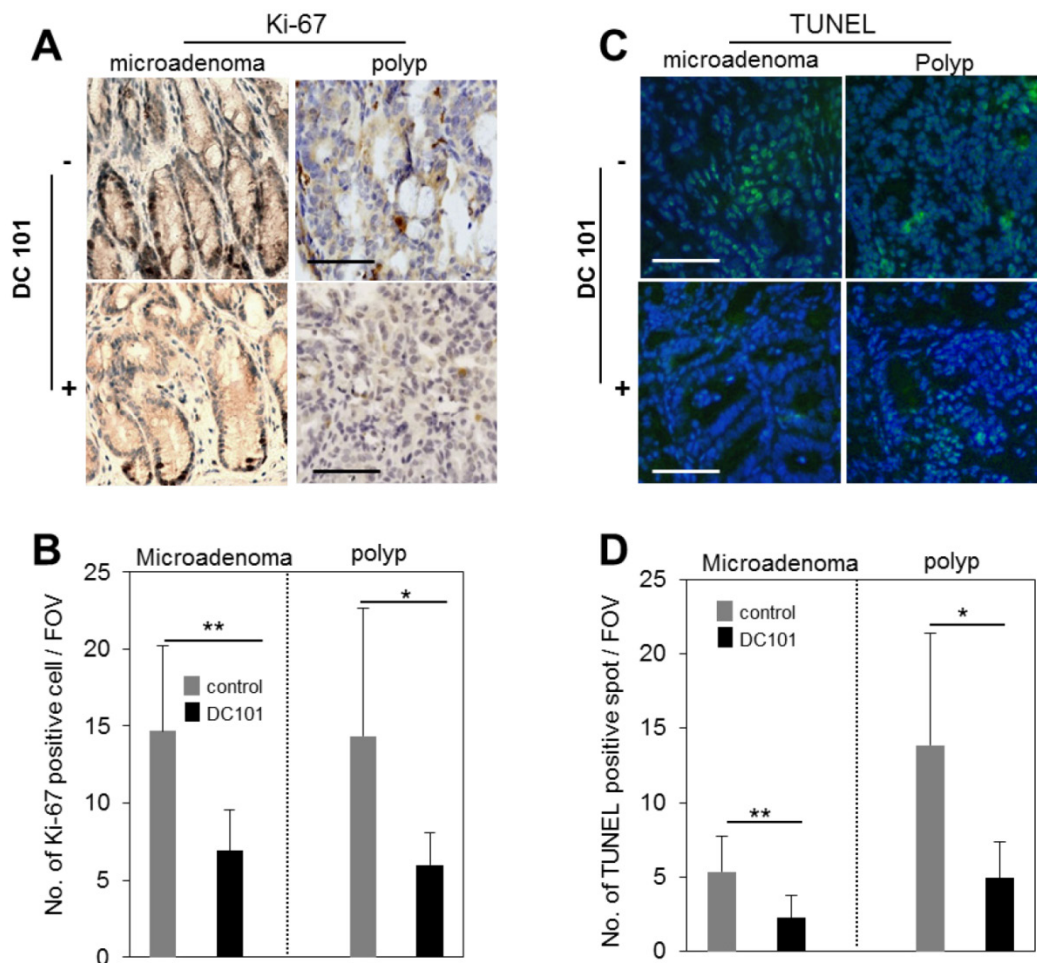 A
Ki-67
microadenoma
polyp
DC 101
-
+
C
TUNEL
microadenoma
Polyp
DC 101
-
+
B
Microadenoma
polyp
No. of Ki-67 positive cell / FOV
25
20
15
10
5
0
**
*
control
DC101
D
Microadenoma
polyp
No. of TUNEL positive spot / FOV
25
20
15
10
5
0
control
DC101
**
*